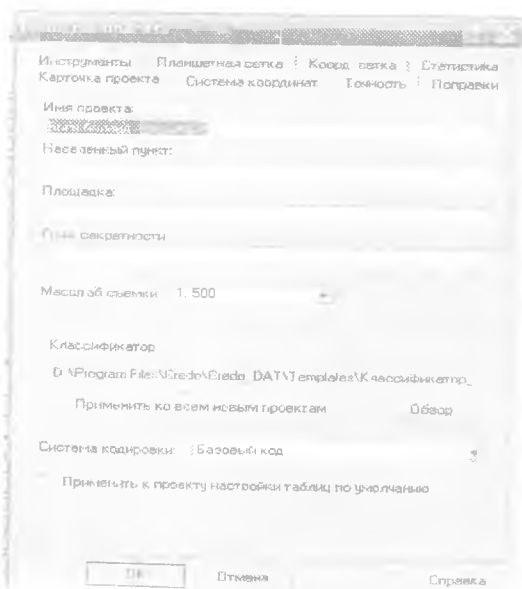 Инструменты Планшетная сетка Коорд. сетка Статистика
Карточка проекта Система координат Точность Поправки
Имя проекта:
Населенный пункт:
Площадка:
Гриф секретности
Масштаб съемки 1: 500
Классификатор
D:\Program Files\Credo\Credo_DAT\Templates\Классификатор_
Применить ко всем новым проектам Обзор
Система кодировки: Базовый код
Применить к проекту настройки таблиц по умолчанию
OK Отмена Справка